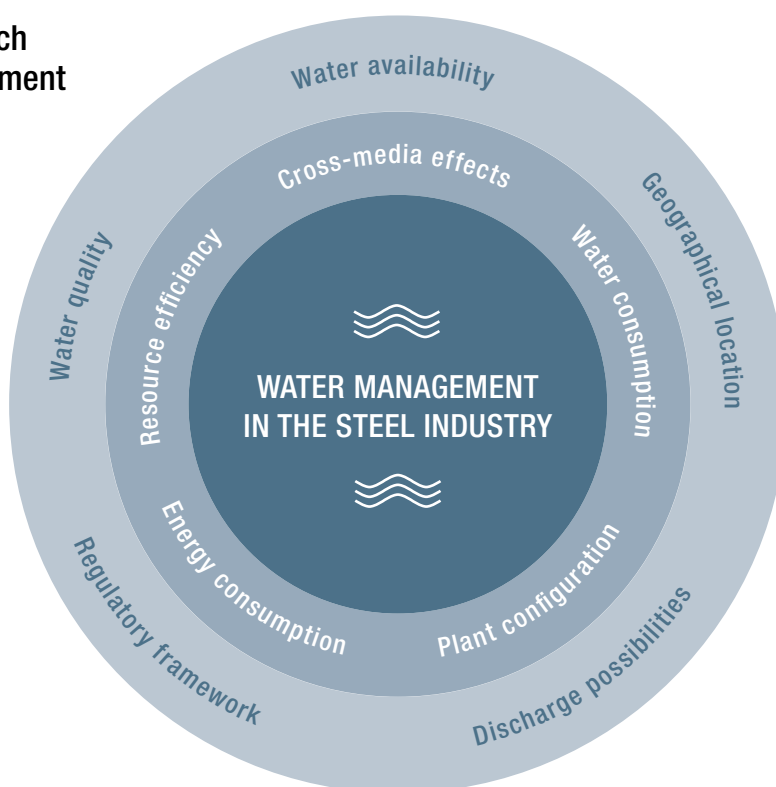 ch
ment
Water availability
Geographical location
Discharge possibilities
Regulatory framework
Water quality
Cross-media effects
Water consumption
Plant configuration
Energy consumption
Resource efficiency
WATER MANAGEMENT
IN THE STEEL INDUSTRY